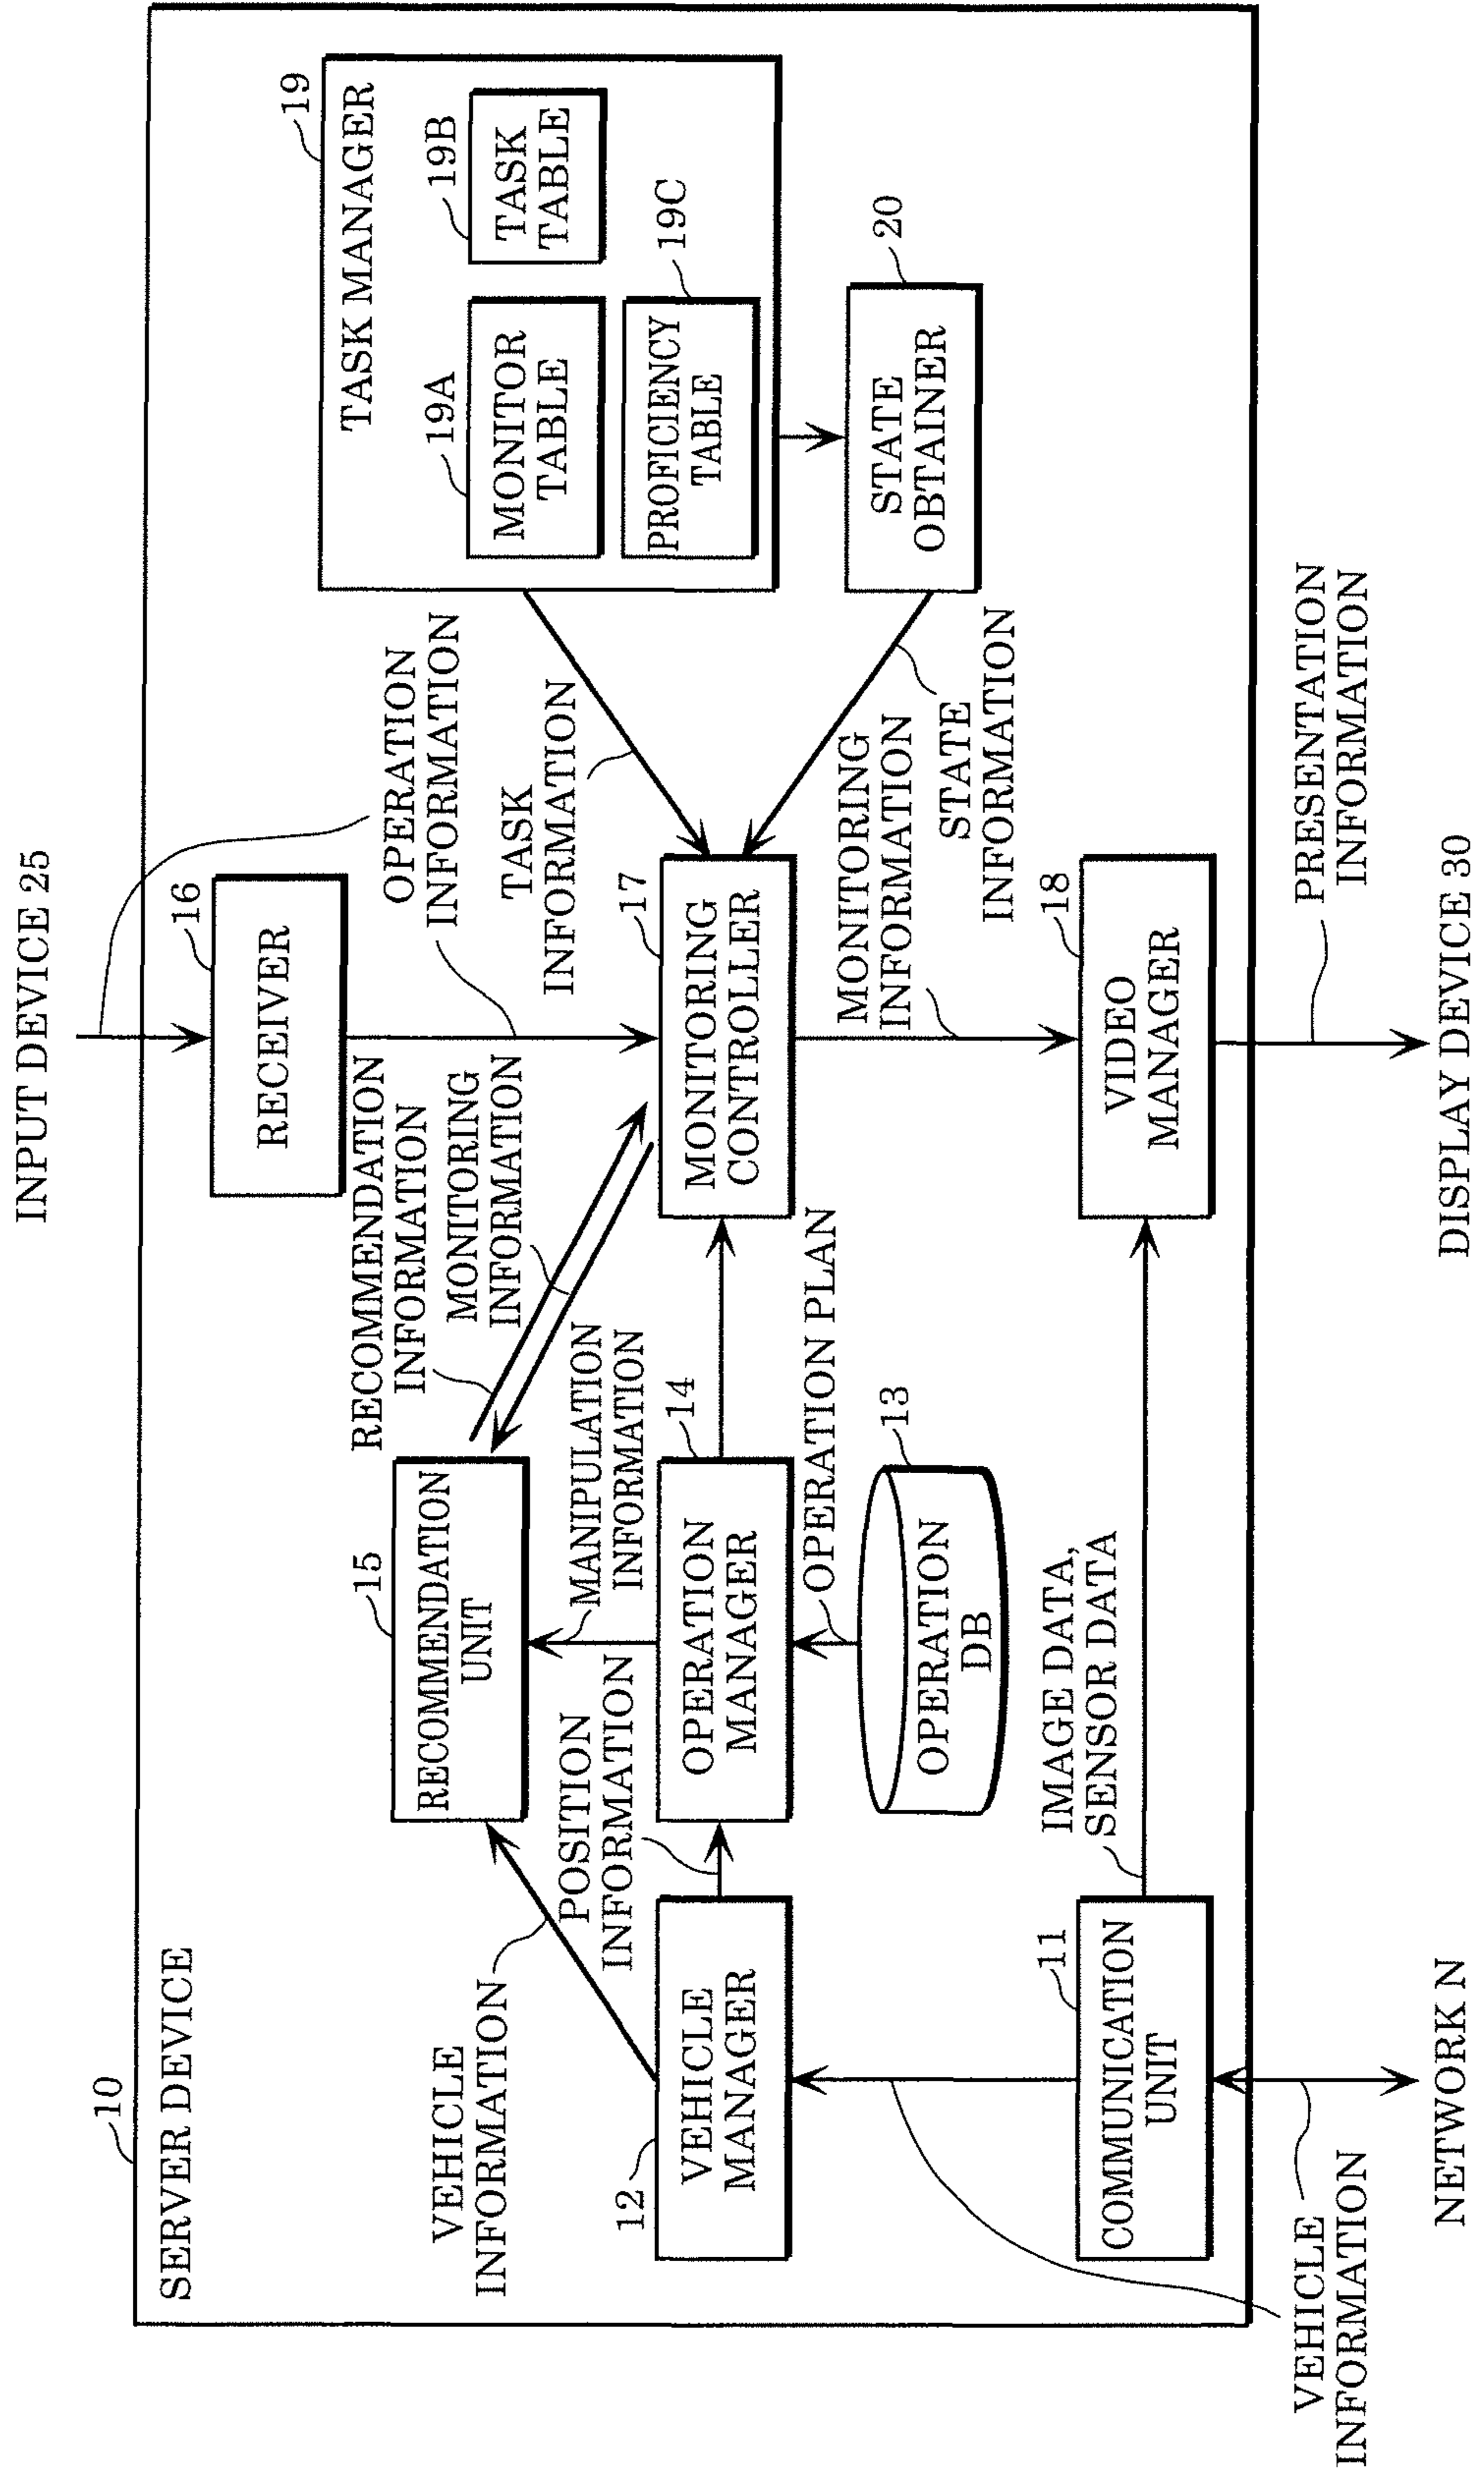 INPUT DEVICE 25
10
SERVER DEVICE
16
RECEIVER
OPERATION
INFORMATION
19
TASK MANAGER
19A
MONITOR
TABLE
19B
TASK
TABLE
19C
PROFICIENCY
TABLE
15
RECOMMENDATION
UNIT
RECOMMENDATION
INFORMATION
MONITORING
INFORMATION
TASK
INFORMATION
VEHICLE
INFORMATION
POSITION
INFORMATION
MANIPULATION
INFORMATION
12
VEHICLE
MANAGER
14
OPERATION
MANAGER
17
MONITORING
CONTROLLER
20
STATE
OBTAINER
OPERATION PLAN
13
OPERATION
DB
MONITORING
INFORMATION
STATE
INFORMATION
11
COMMUNICATION
UNIT
IMAGE DATA,
SENSOR DATA
18
VIDEO
MANAGER
VEHICLE
INFORMATION
PRESENTATION
INFORMATION
NETWORK N
DISPLAY DEVICE 30